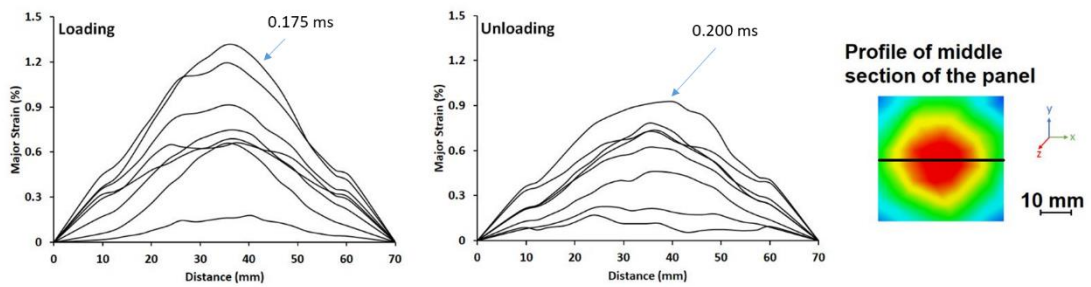 Loading
0.175 ms
Major Strain (%)
1.5
1.2
0.9
0.6
0.3
0
0 10 20 30 40 50 60 70
Distance (mm)
Unloading
0.200 ms
Major Strain (%)
1.5
1.2
0.9
0.6
0.3
0
0 10 20 30 40 50 60 70
Distance (mm)
Profile of middle
section of the panel
y
x
z
10 mm